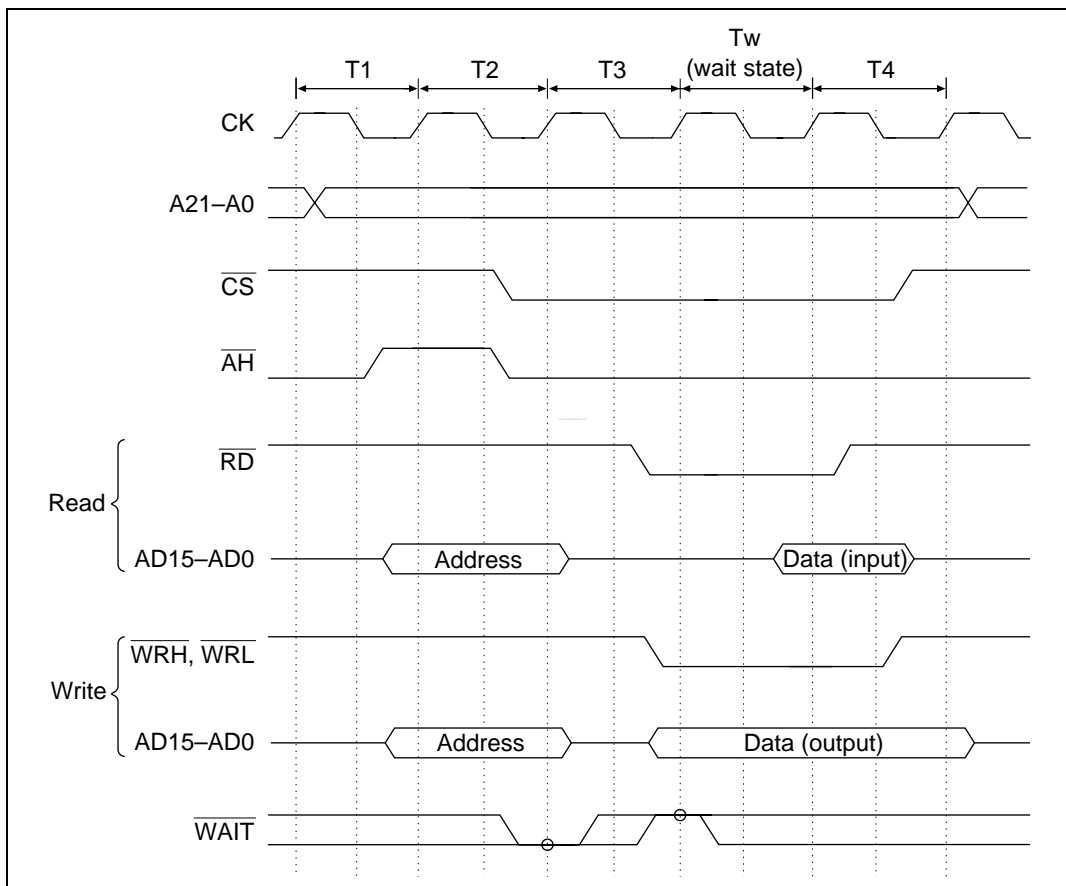 Tw
T1 T2 T3 (wait state) T4
CK
A21–A0
CS
AH
RD
Read
AD15–AD0 Address Data (input)
WRH, WRL
Write
AD15–AD0 Address Data (output)
WAIT